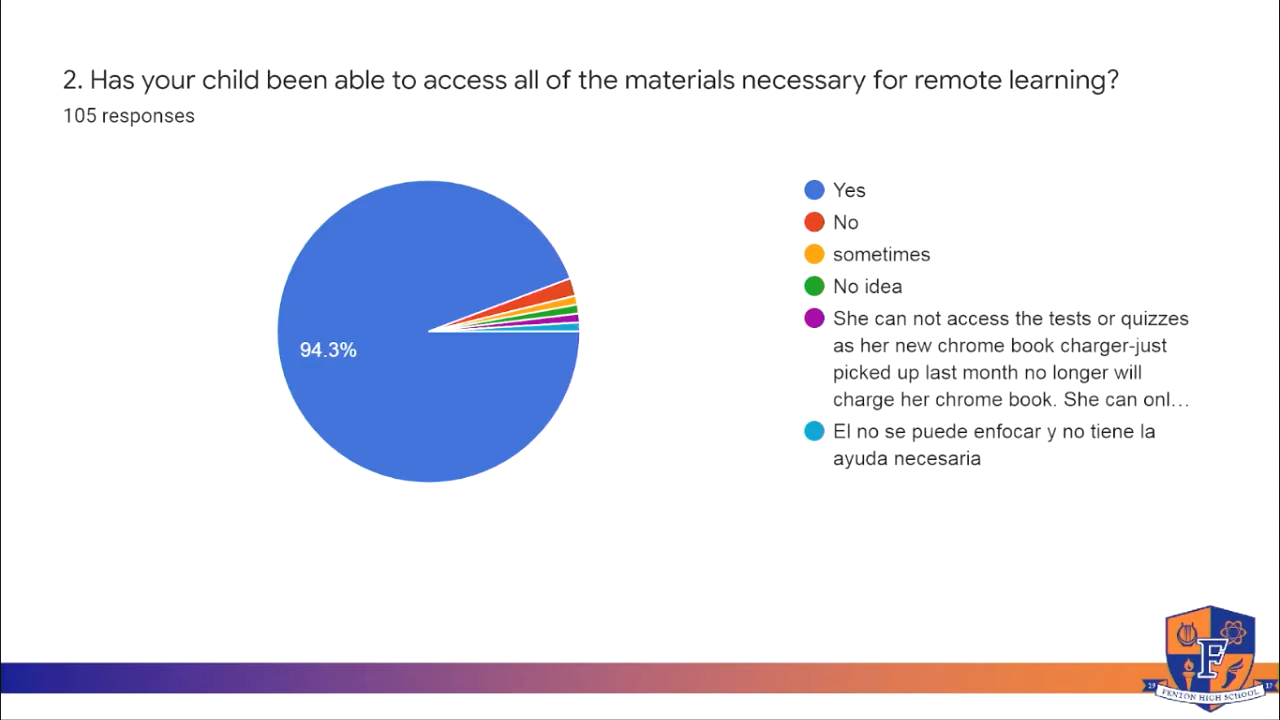 2. Has your child been able to access all of the materials necessary for remote learning?
105 responses
94.3%
Yes
No
sometimes
No idea
She can not access the tests or quizzes
as her new chrome book charger-just
picked up last month no longer will
charge her chrome book. She can onl...
El no se puede enfocar y no tiene la
ayuda necesaria
F
19 17
FENTON HIGH SCHOOL